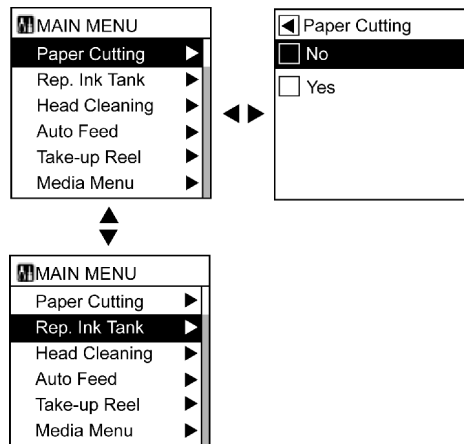 MAIN MENU
Paper Cutting
Rep. Ink Tank
Head Cleaning
Auto Feed
Take-up Reel
Media Menu
Paper Cutting
No
Yes
MAIN MENU
Paper Cutting
Rep. Ink Tank
Head Cleaning
Auto Feed
Take-up Reel
Media Menu